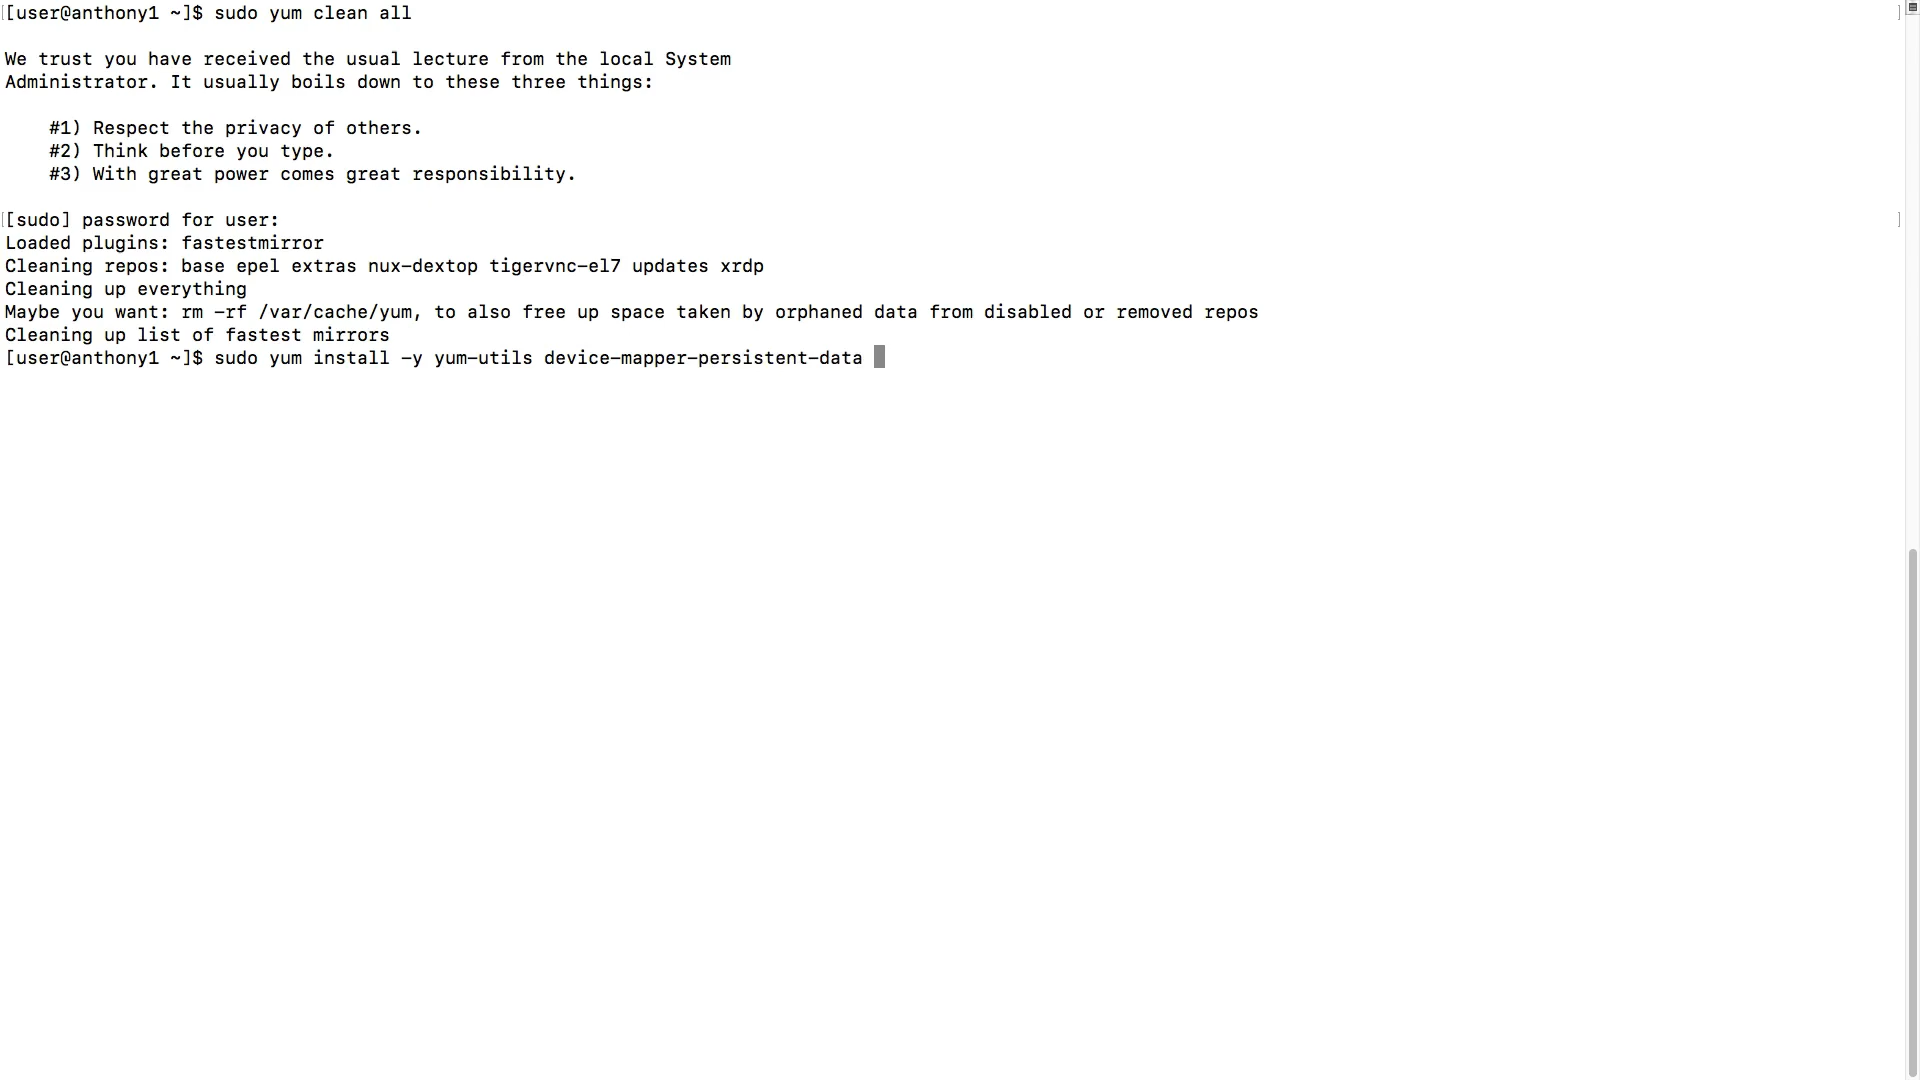 [user@anthony1 ~]$ sudo yum clean all
We trust you have received the usual lecture from the local System
Administrator. It usually boils down to these three things:
#1) Respect the privacy of others.
#2) Think before you type.
#3) With great power comes great responsibility.
[sudo] password for user:
Loaded plugins: fastestmirror
Cleaning repos: base epel extras nux-dextop tigervnc-el7 updates xrdp
Cleaning up everything
Maybe you want: rm -rf /var/cache/yum, to also free up space taken by orphaned data from disabled or removed repos
Cleaning up list of fastest mirrors
[user@anthony1 ~]$ sudo yum install -y yum-utils device-mapper-persistent-data